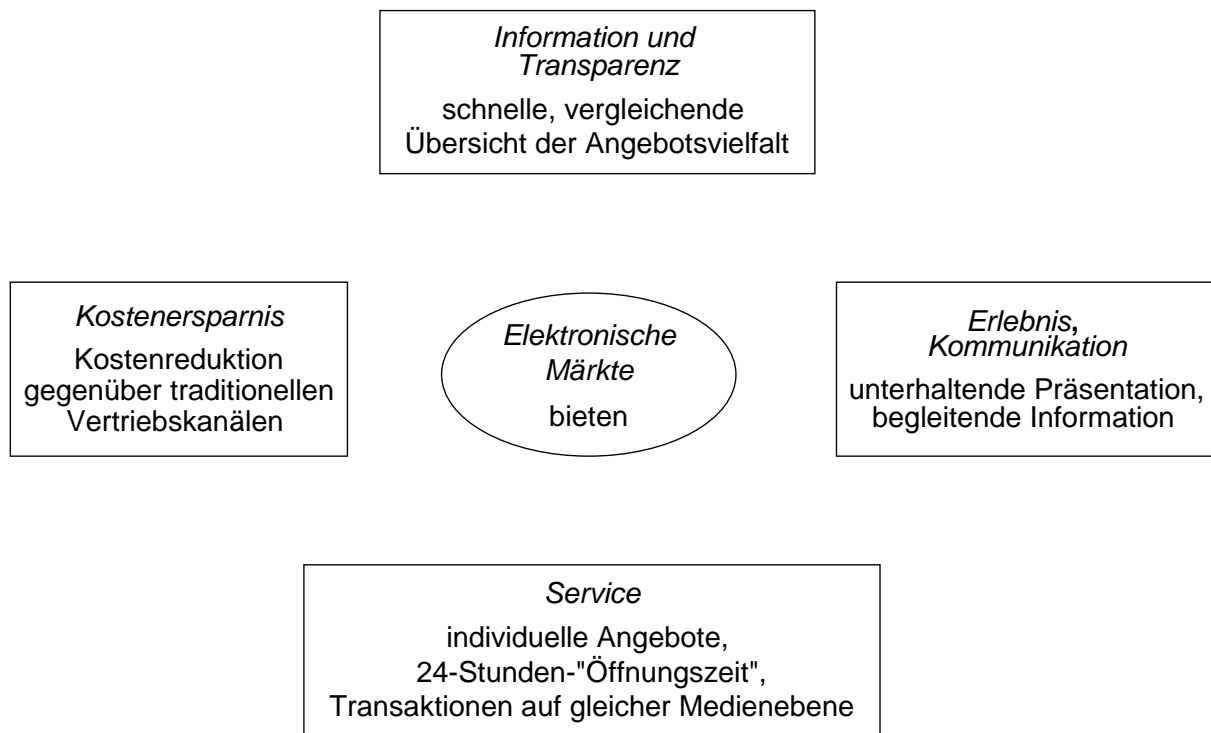 Information und
Transparenz
schnelle, vergleichende
Übersicht der Angebotsvielfalt
Kostenersparnis
Kostenreduktion
gegenüber traditionellen
Vertriebskanälen
Elektronische
Märkte
bieten
Erlebnis,
Kommunikation
unterhaltende Präsentation,
begleitende Information
Service
individuelle Angebote,
24-Stunden-"Öffnungszeit",
Transaktionen auf gleicher Medienebene